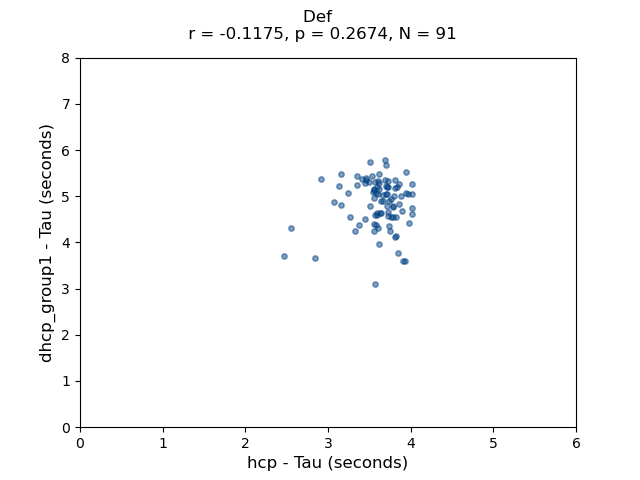 Def
r = -0.1175, p = 0.2674, N = 91
8
7
6
5
4
3
2
1
0
dhcp_group1 - Tau (seconds)
0 1 2 3 4 5 6
hcp - Tau (seconds)